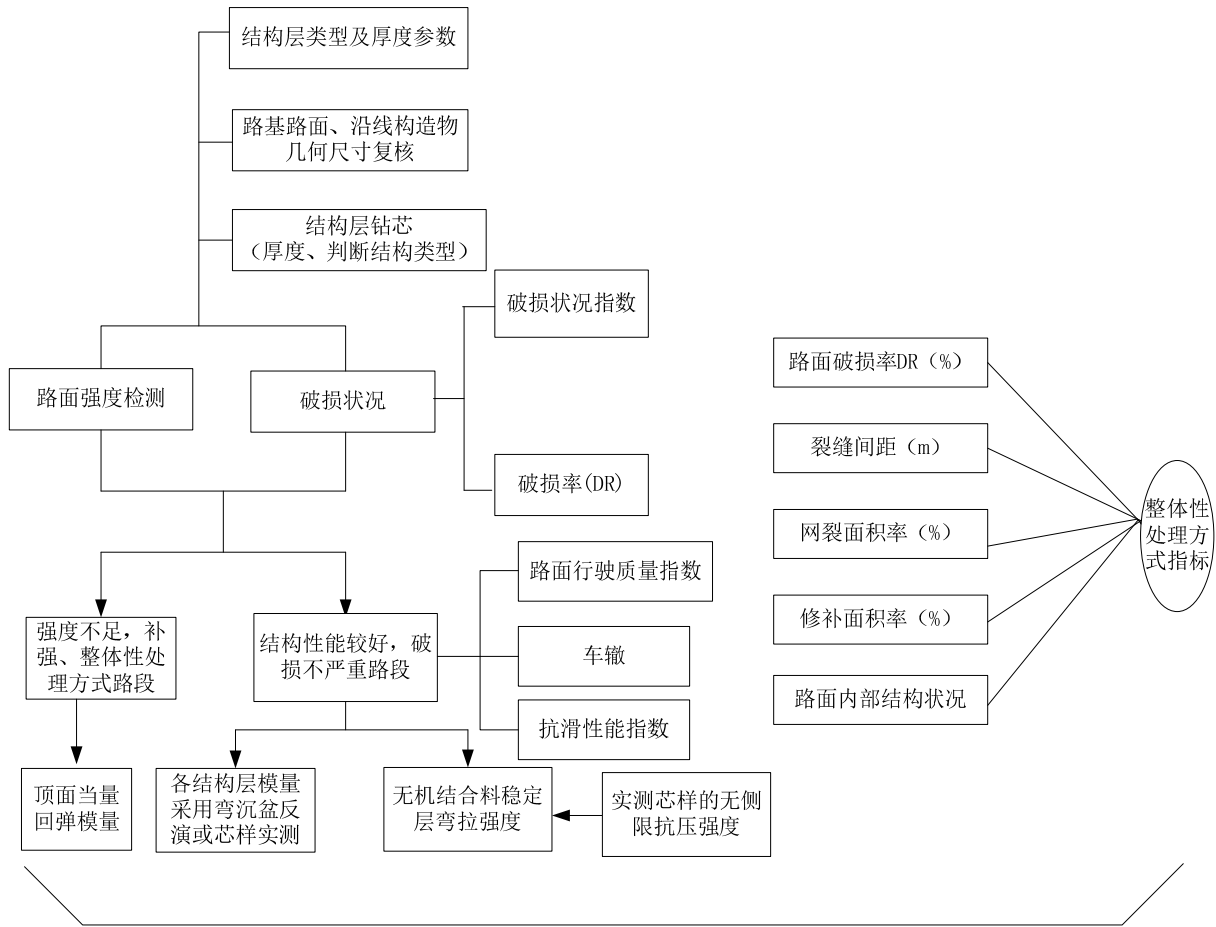 结构层类型及厚度参数
路基路面、沿线构造物
几何尺寸复核
结构层钻芯
（厚度、判断结构类型）
破损状况指数
路面强度检测
破损状况
破损率(DR)
路面行驶质量指数
强度不足，补
强、整体性处
理方式路段
结构性能较好，破
损不严重路段
车辙
抗滑性能指数
顶面当量
回弹模量
各结构层模量
采用弯沉盆反
演或芯样实测
无机结合料稳定
层弯拉强度
实测芯样的无侧
限抗压强度
路面破损率DR（%）
裂缝间距（m）
网裂面积率（%）
修补面积率（%）
路面内部结构状况
整体性
处理方
式指标